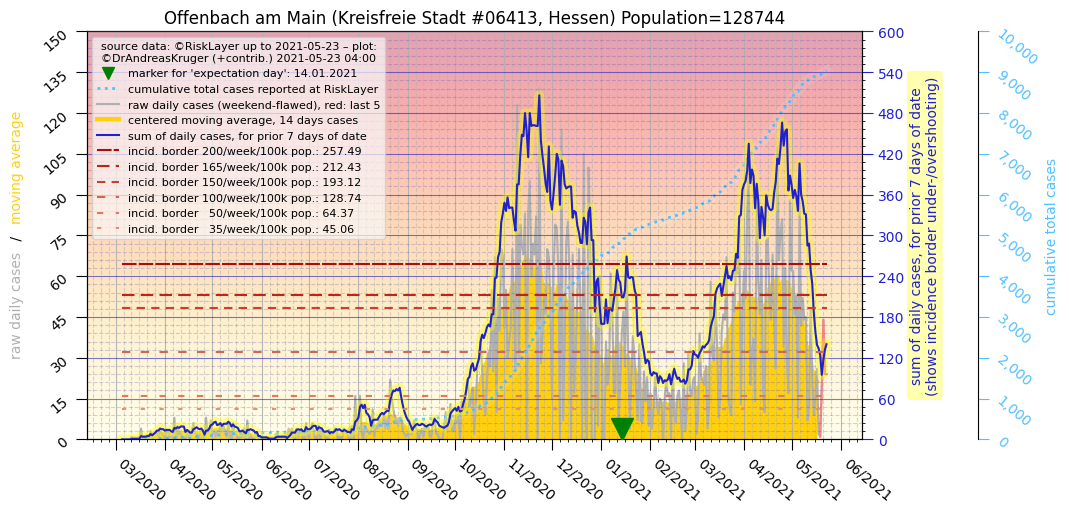 Offenbach am Main (Kreisfreie Stadt #06413, Hessen) Population=128744
source data: ©RiskLayer up to 2021-05-23 – plot:
©DrAndreasKruger (+contrib.) 2021-05-23 04:00
marker for 'expectation day': 14.01.2021
cumulative total cases reported at RiskLayer
raw daily cases (weekend-flawed), red: last 5
centered moving average, 14 days cases
sum of daily cases, for prior 7 days of date
incid. border 200/week/100k pop.: 257.49
incid. border 165/week/100k pop.: 212.43
incid. border 150/week/100k pop.: 193.12
incid. border 100/week/100k pop.: 128.74
incid. border   50/week/100k pop.: 64.37
incid. border   35/week/100k pop.: 45.06
raw daily cases / moving average
150
135
120
105
90
75
60
45
30
15
0
03/2020
04/2020
05/2020
06/2020
07/2020
08/2020
09/2020
10/2020
11/2020
12/2020
01/2021
02/2021
03/2021
04/2021
05/2021
06/2021
600
540
480
420
360
300
240
180
120
60
0
sum of daily cases, for prior 7 days of date
(shows incidence border under-/overshooting)
10,000
9,000
8,000
7,000
6,000
5,000
4,000
3,000
2,000
1,000
0
cumulative total cases